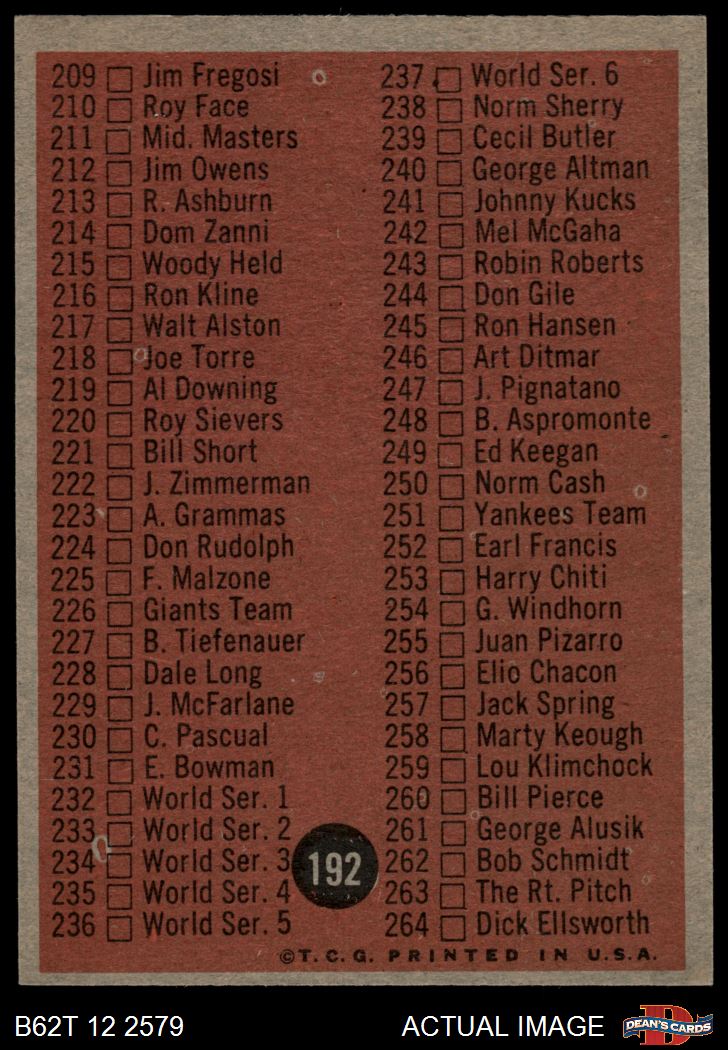 209 Jim Fregosi
210 Roy Face
211 Mid. Masters
212 Jim Owens
213 R. Ashburn
214 Dom Zanni
215 Woody Held
216 Ron Kline
217 Walt Alston
218 Joe Torre
219 Al Downing
220 Roy Sievers
221 Bill Short
222 J. Zimmerman
223 A. Grammas
224 Don Rudolph
225 F. Malzone
226 Giants Team
227 B. Tiefenauer
228 Dale Long
229 J. McFarlane
230 C. Pascual
231 E. Bowman
232 World Ser. 1
233 World Ser. 2
234 World Ser. 3
235 World Ser. 4
236 World Ser. 5
237 World Ser. 6
238 Norm Sherry
239 Cecil Butler
240 George Altman
241 Johnny Kucks
242 Mel McGaha
243 Robin Roberts
244 Don Gile
245 Ron Hansen
246 Art Ditmar
247 J. Pignatano
248 B. Aspromonte
249 Ed Keegan
250 Norm Cash
251 Yankees Team
252 Earl Francis
253 Harry Chiti
254 G. Windhorn
255 Juan Pizarro
256 Elio Chacon
257 Jack Spring
258 Marty Keough
259 Lou Klimchock
260 Bill Pierce
261 George Alusik
262 Bob Schmidt
263 The Rt. Pitch
264 Dick Ellsworth
192
©T. C. G. PRINTED IN U.S.A.
B62T 12 2579
ACTUAL IMAGE
DEAN'S CARDS